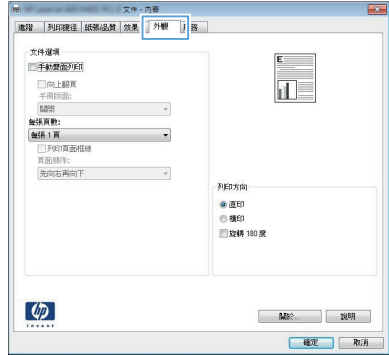 文件 - 內容
進階 列印捷徑 紙張/品質 效果 外觀 服務
文件選項
手動雙面列印
向上翻頁
手冊版面:
關閉
每張頁數:
每張 1 頁
列印頁面框線
頁面順序:
先向右再向下
E
列印方向
直印
橫印
旋轉 180 度
hp
invent
關於... 說明
確定 取消